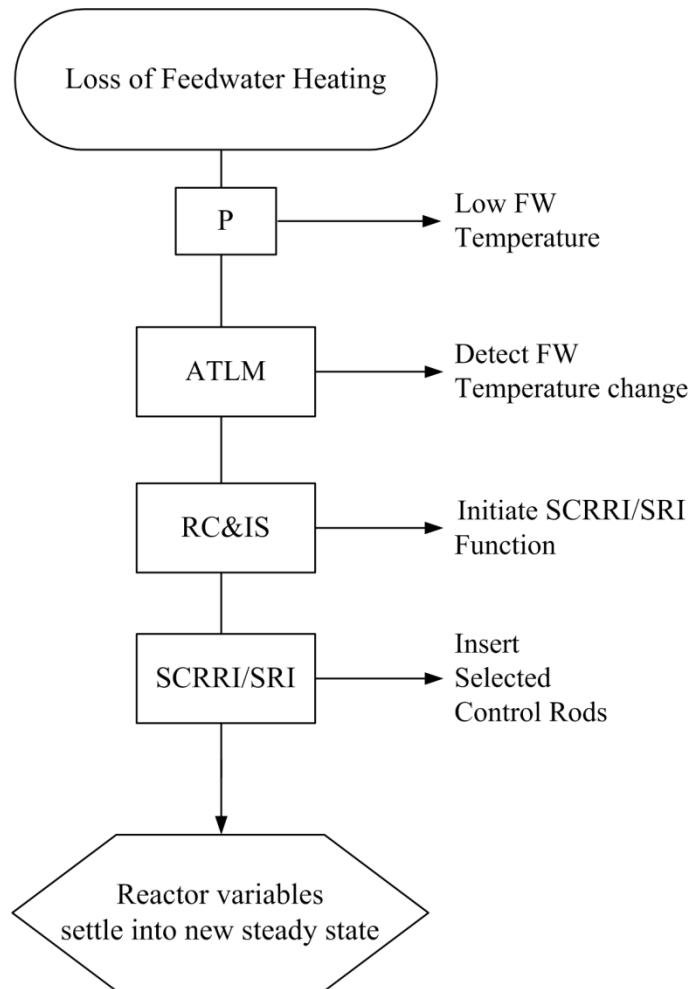 Loss of Feedwater Heating
P
Low FW
Temperature
ATLM
Detect FW
Temperature change
RC&IS
Initiate SCRRI/SRI
Function
SCRRI/SRI
Insert
Selected
Control Rods
Reactor variables
settle into new steady state